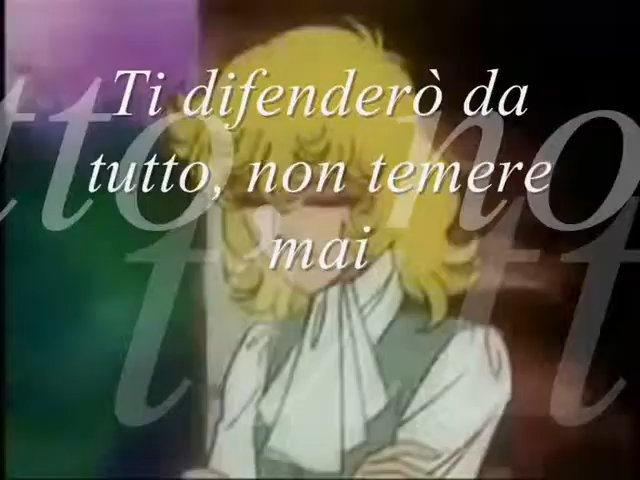 Ti difenderò da
tutto, non temere
mai